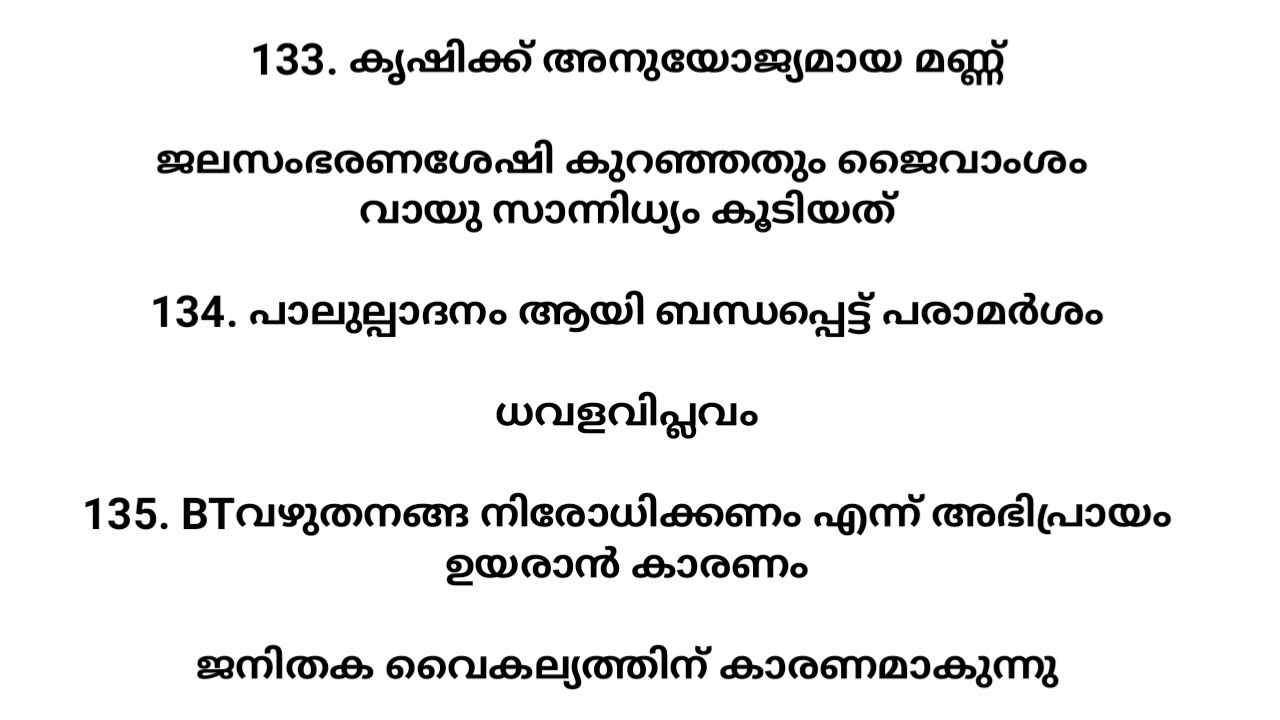 133. കൃഷിക്ക് അനുയോജ്യമായ മണ്ണ്
ജലസംഭരണശേഷി കുറഞ്ഞതും ജൈവാംശം
വായു സാന്നിധ്യം കൂടിയത്
134. പാലുല്പാദനം ആയി ബന്ധപ്പെട്ട് പരാമർശം
ധവളവിപ്ലവം
135. BTവഴുതനങ്ങ നിരോധിക്കണം എന്ന് അഭിപ്രായം
ഉയരാൻ കാരണം
ജനിതക വൈകല്യത്തിന് കാരണമാകുന്നു